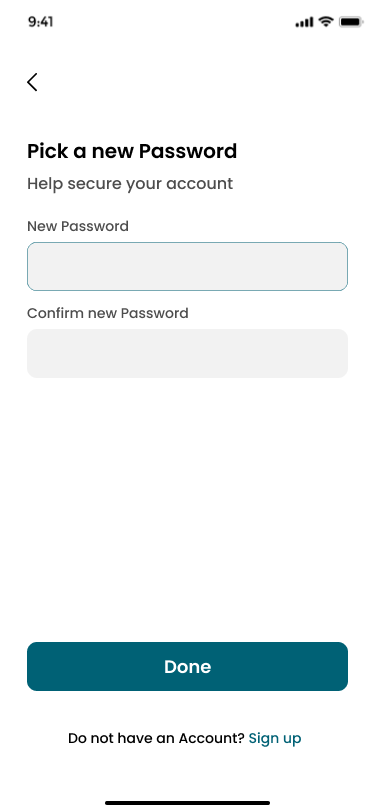 9:41
Pick a new Password
Help secure your account
New Password
Confirm new Password
Done
Do not have an Account? Sign up